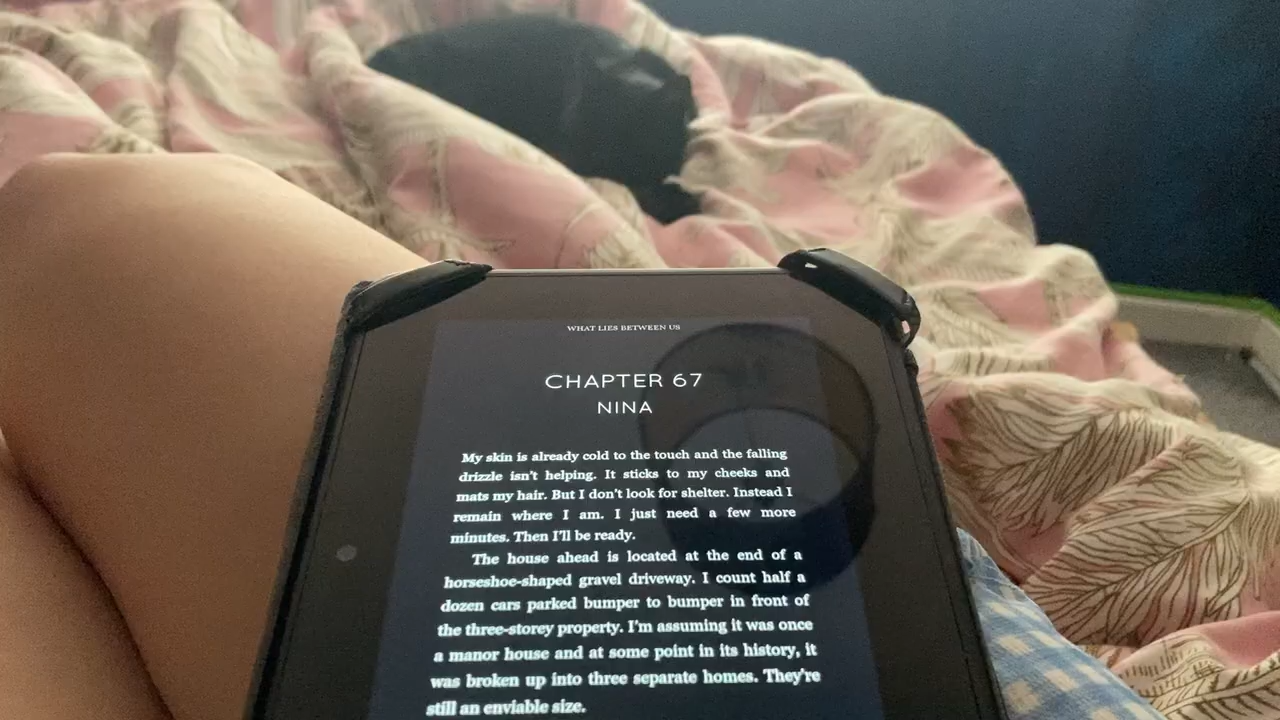 WHAT LIES BETWEEN US
CHAPTER 67
NINA
My skin is already cold to the touch and the falling
drizzle isn't helping. It sticks to my cheeks and
mats my hair. But I don't look for shelter. Instead I
remain where I am. I just need a few more
minutes. Then I'll be ready.
The house ahead is located at the end of a
horseshoe-shaped gravel driveway. I count half a
dozen cars parked bumper to bumper in front of
the three-storey property. I'm assuming it was once
a manor house and at some point in its history, it
was broken up into three separate homes. They're
still an enviable size.